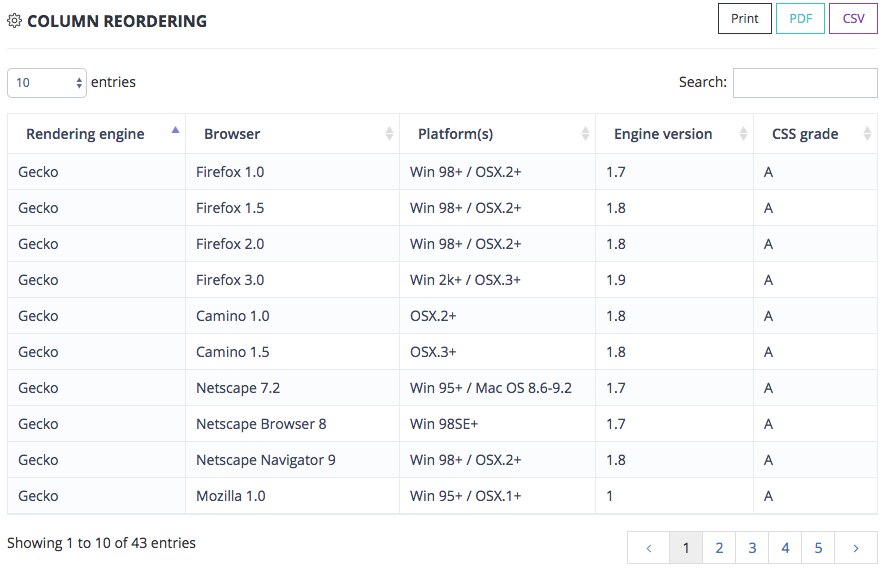 COLUMN REORDERING Print PDF CSV
10 entries Search:
Rendering engine Browser Platform(s) Engine version CSS grade
Gecko Firefox 1.0 Win 98+ / OSX.2+ 1.7 A
Gecko Firefox 1.5 Win 98+ / OSX.2+ 1.8 A
Gecko Firefox 2.0 Win 98+ / OSX.2+ 1.8 A
Gecko Firefox 3.0 Win 2k+ / OSX.3+ 1.9 A
Gecko Camino 1.0 OSX.2+ 1.8 A
Gecko Camino 1.5 OSX.3+ 1.8 A
Gecko Netscape 7.2 Win 95+ / Mac OS 8.6-9.2 1.7 A
Gecko Netscape Browser 8 Win 98SE+ 1.7 A
Gecko Netscape Navigator 9 Win 98+ / OSX.2+ 1.8 A
Gecko Mozilla 1.0 Win 95+ / OSX.1+ 1 A
Showing 1 to 10 of 43 entries ‹ 1 2 3 4 5 ›